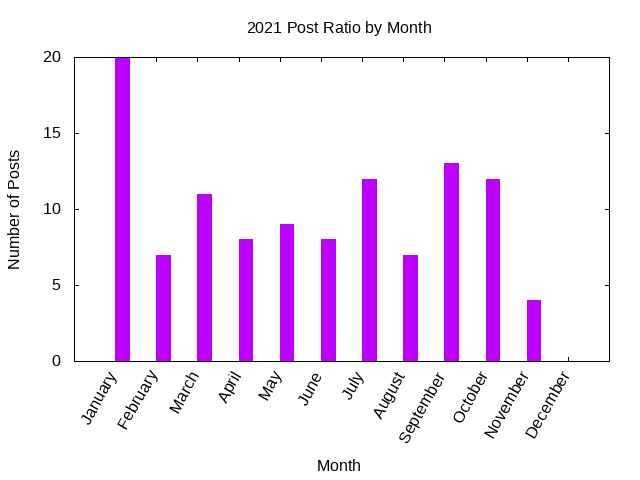 2021 Post Ratio by Month
20
15
10
5
0
Number of Posts
January
February
March
April
May
June
July
August
September
October
November
December
Month